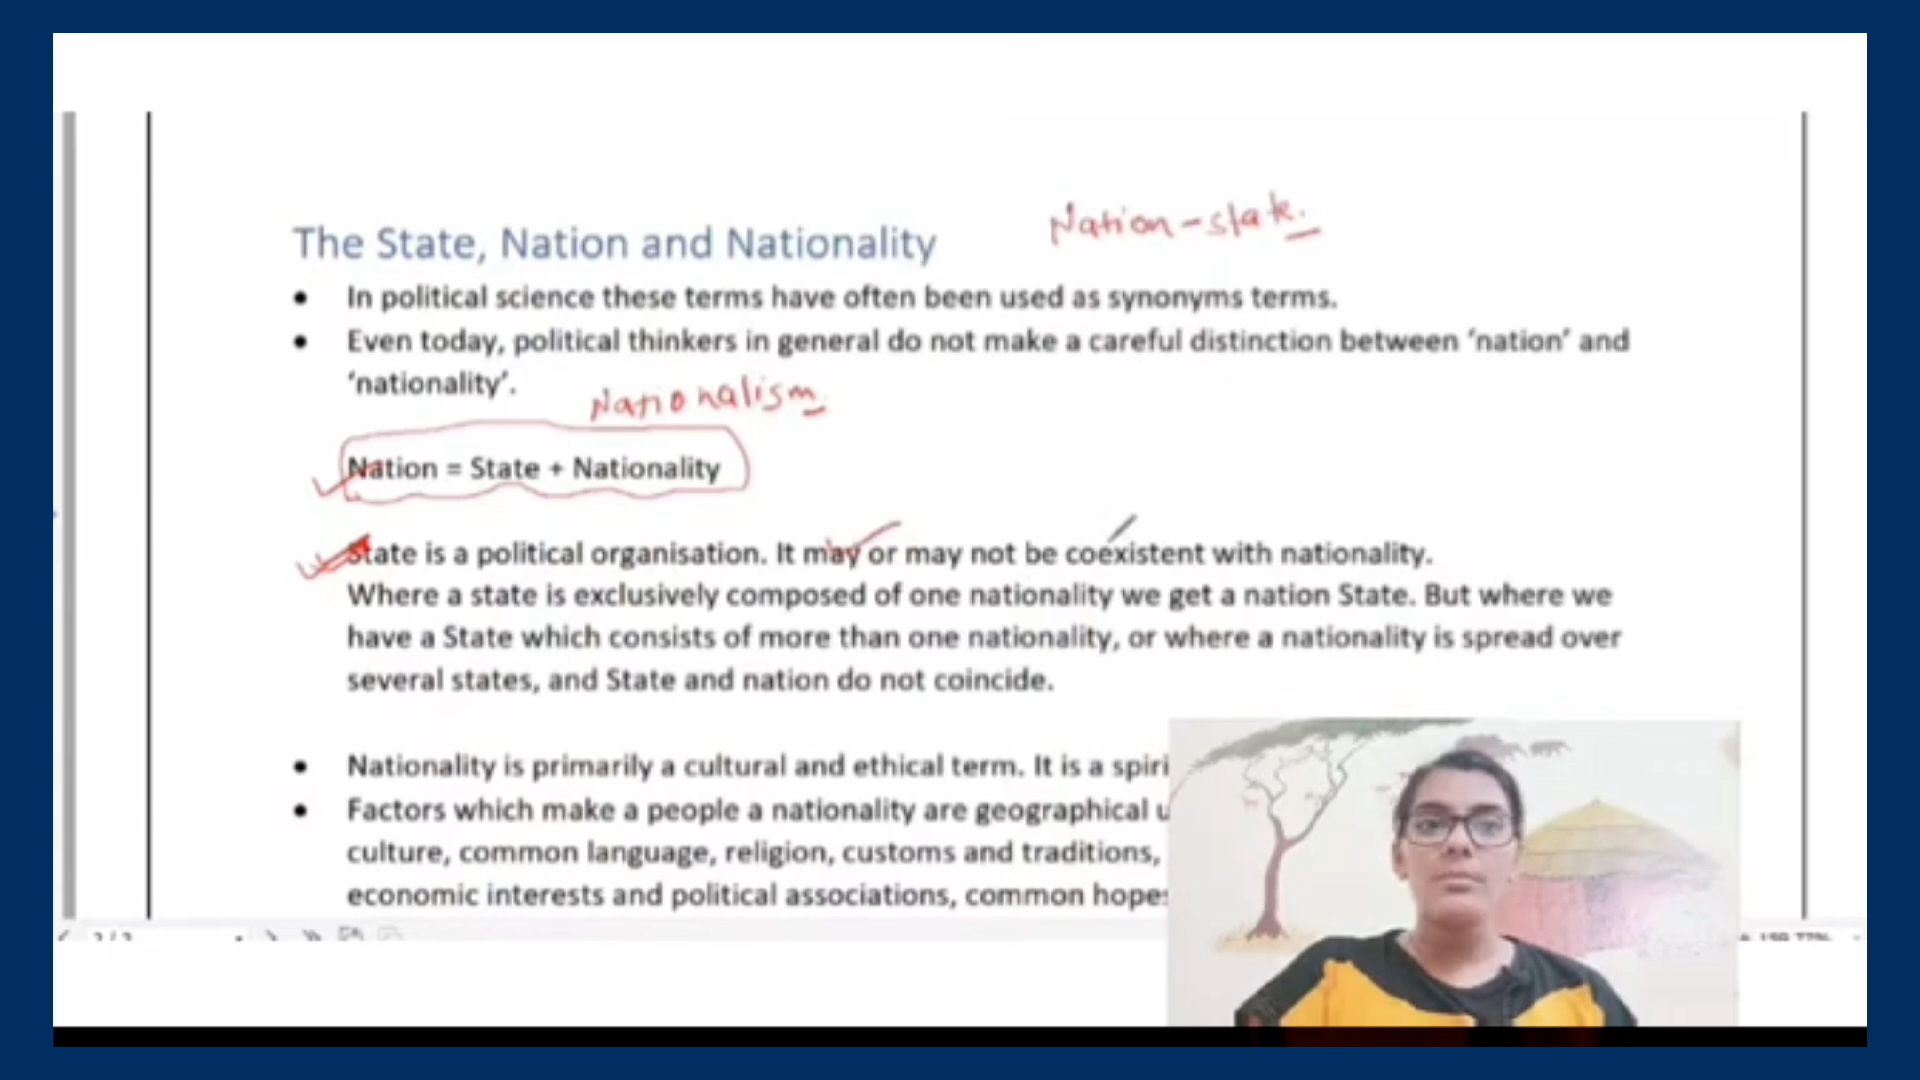 Nation-state.
The State, Nation and Nationality
• In political science these terms have often been used as synonyms terms.
• Even today, political thinkers in general do not make a careful distinction between ‘nation’ and
‘nationality’.
Nationalism
Nation = State + Nationality
State is a political organisation. It may or may not be coexistent with nationality.
Where a state is exclusively composed of one nationality we get a nation State. But where we
have a State which consists of more than one nationality, or where a nationality is spread over
several states, and State and nation do not coincide.
• Nationality is primarily a cultural and ethical term. It is a spiri
• Factors which make a people a nationality are geographical u
culture, common language, religion, customs and traditions,
economic interests and political associations, common hopes